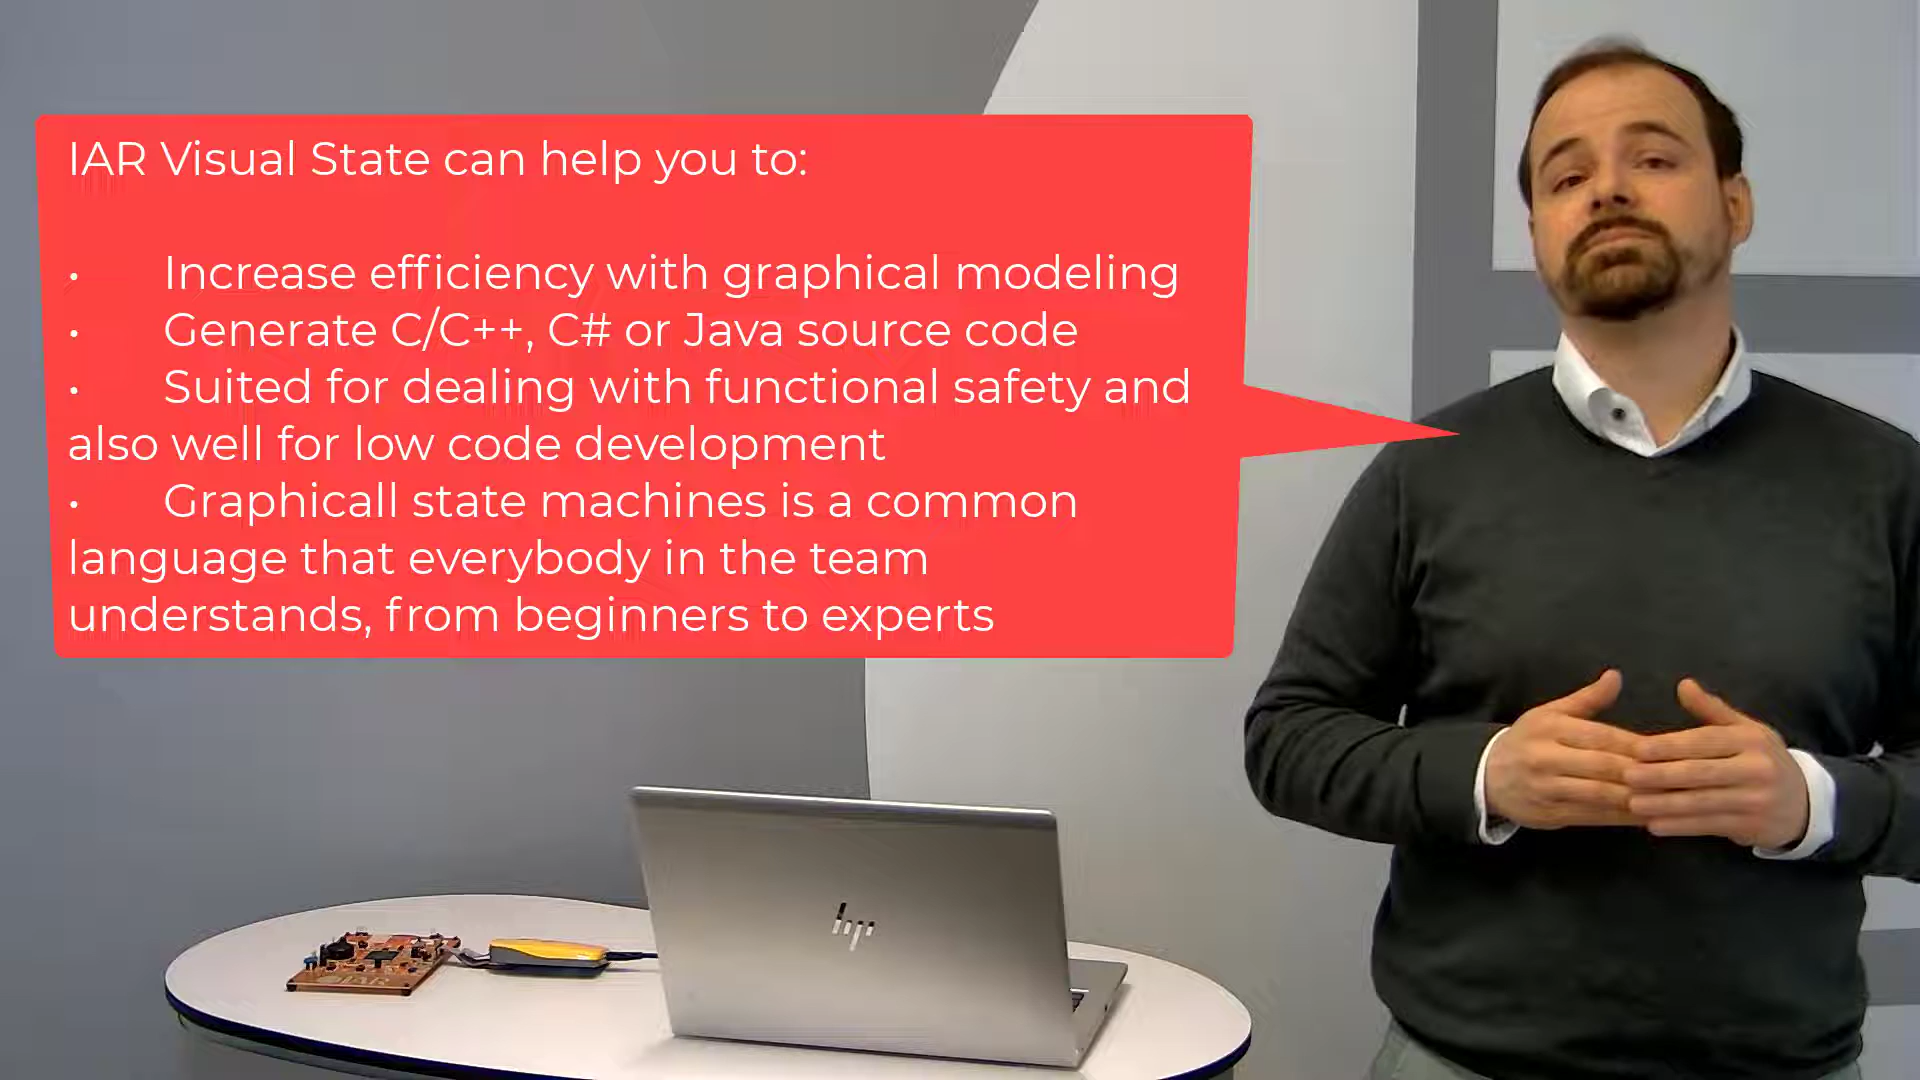 IAR Visual State can help you to:
• Increase efficiency with graphical modeling
• Generate C/C++, C# or Java source code
• Suited for dealing with functional safety and
also well for low code development
• Graphicall state machines is a common
language that everybody in the team
understands, from beginners to experts
hp
IAR